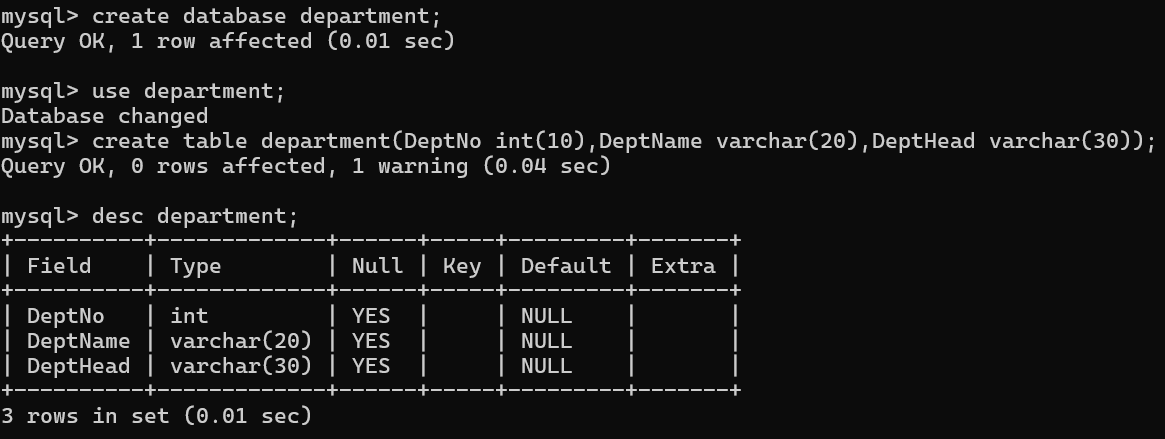 mysql> create database department;
Query OK, 1 row affected (0.01 sec)
mysql> use department;
Database changed
mysql> create table department(DeptNo int(10),DeptName varchar(20),DeptHead varchar(30));
Query OK, 0 rows affected, 1 warning (0.04 sec)
mysql> desc department;
+----------+-------------+------+-----+---------+-------+
| Field    | Type        | Null | Key | Default | Extra |
+----------+-------------+------+-----+---------+-------+
| DeptNo   | int         | YES  |     | NULL    |       |
| DeptName | varchar(20) | YES  |     | NULL    |       |
| DeptHead | varchar(30) | YES  |     | NULL    |       |
+----------+-------------+------+-----+---------+-------+
3 rows in set (0.01 sec)